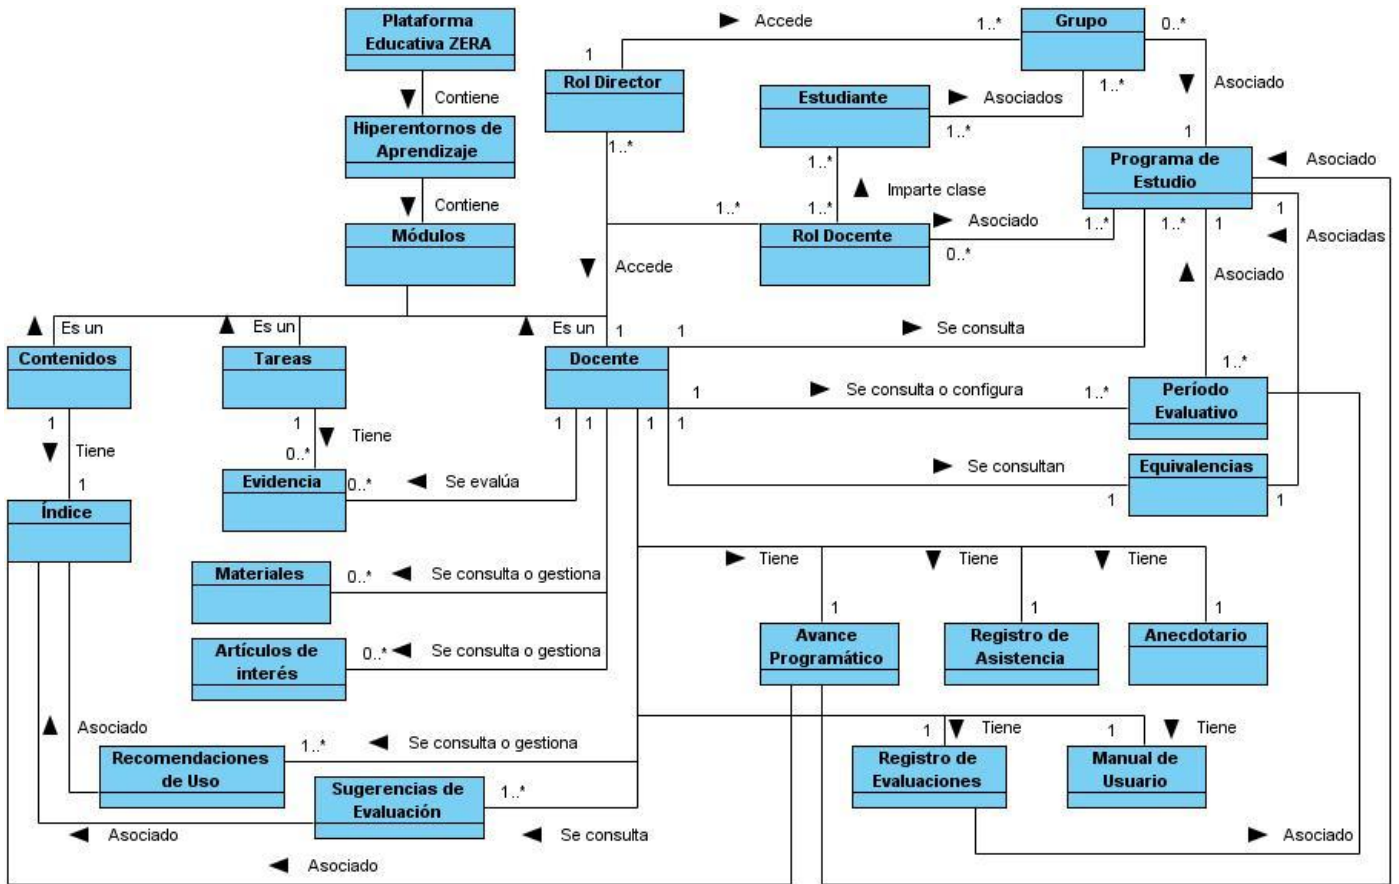 Plataforma
Educativa ZERA
Accede
1..*
Grupo
0..*
1
Rol Director
Contiene
Estudiante
Asociados
1..*
Asociado
Hiperentornos de
Aprendizaje
1..*
1..*
1
1..*
Programa de
Estudio
Asociado
Contiene
Imparte clase
1..*
1..*
Asociado
1..*
1..*
1
1
Módulos
Rol Docente
Asociadas
0..*
Accede
Asociado
Es un
Es un
Es un
1
1
Se consulta
Contenidos
Tareas
Docente
1..*
1
Se consulta o configura
1..*
Período
Evaluativo
1
1
1
1
1
1
Tiene
Tiene
0..*
Se consultan
Equivalencias
1
Evidencia
0..*
Se evalúa
1
1
Índice
Tiene
Tiene
Tiene
Materiales
0..*
Se consulta o gestiona
1
1
1
Avance
Programático
Registro de
Asistencia
Anecdotario
Artículos de
interés
0..*
Se consulta o gestiona
Asociado
1..*
Se consulta o gestiona
1
Tiene
1
Tiene
Recomendaciones
de Uso
Registro de
Evaluaciones
Manual de
Usuario
Sugerencias de
Evaluación
1..*
Asociado
Se consulta
Asociado
Asociado